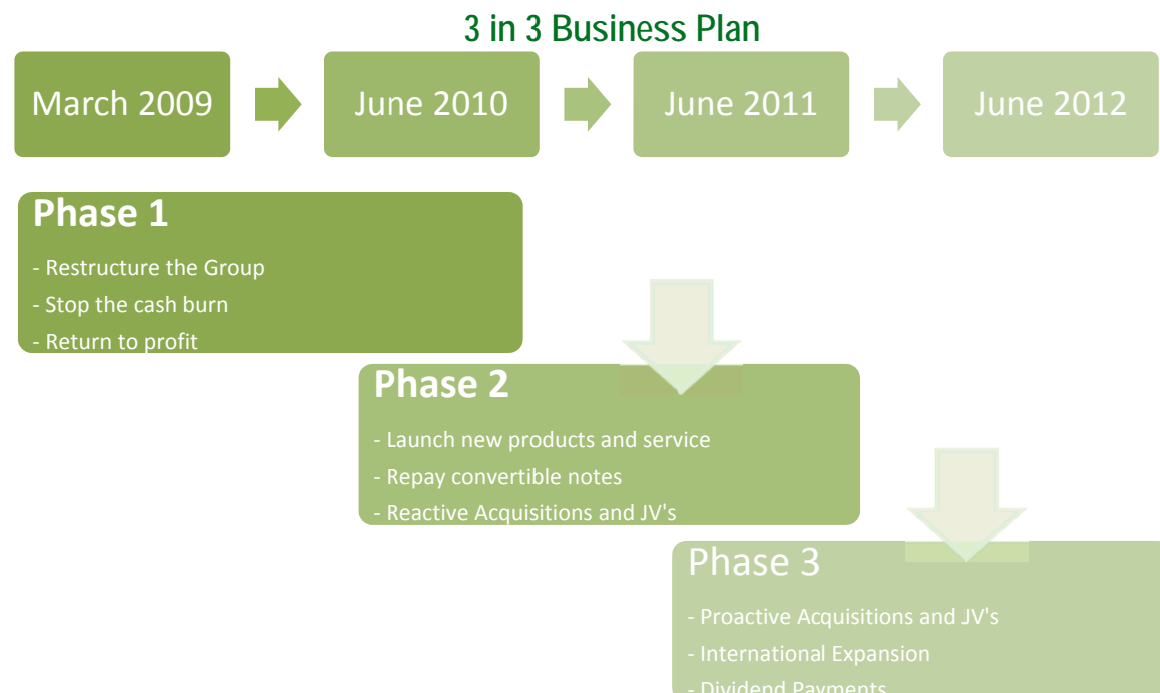 3 in 3 Business Plan
March 2009
June 2010
June 2011
June 2012
Phase 1
- Restructure the Group
- Stop the cash burn
- Return to profit
Phase 2
- Launch new products and service
- Repay convertible notes
- Reactive Acquisitions and JV's
Phase 3
- Proactive Acquisitions and JV's
- International Expansion
- Dividend Payments